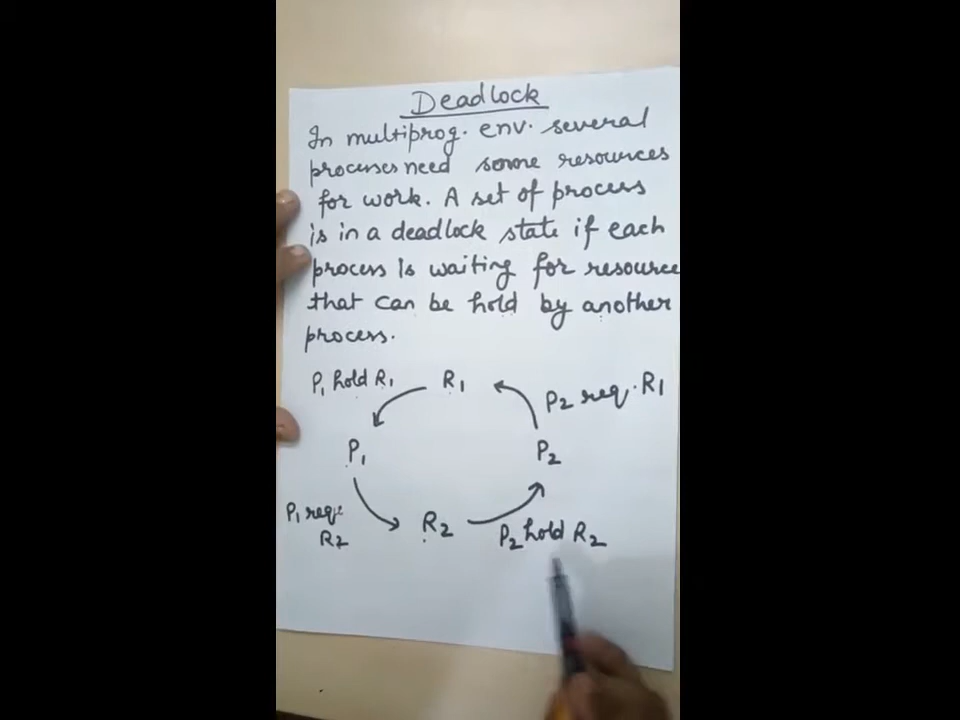 Deadlock
In multiprog. env. several
processes need some resources
for work. A set of process
is in a deadlock state if each
process is waiting for resource
that can be hold by another
process.
P1 hold R1
R1
P2 req. R1
P1
P2
P1 req.
R2
R2
P2 hold R2